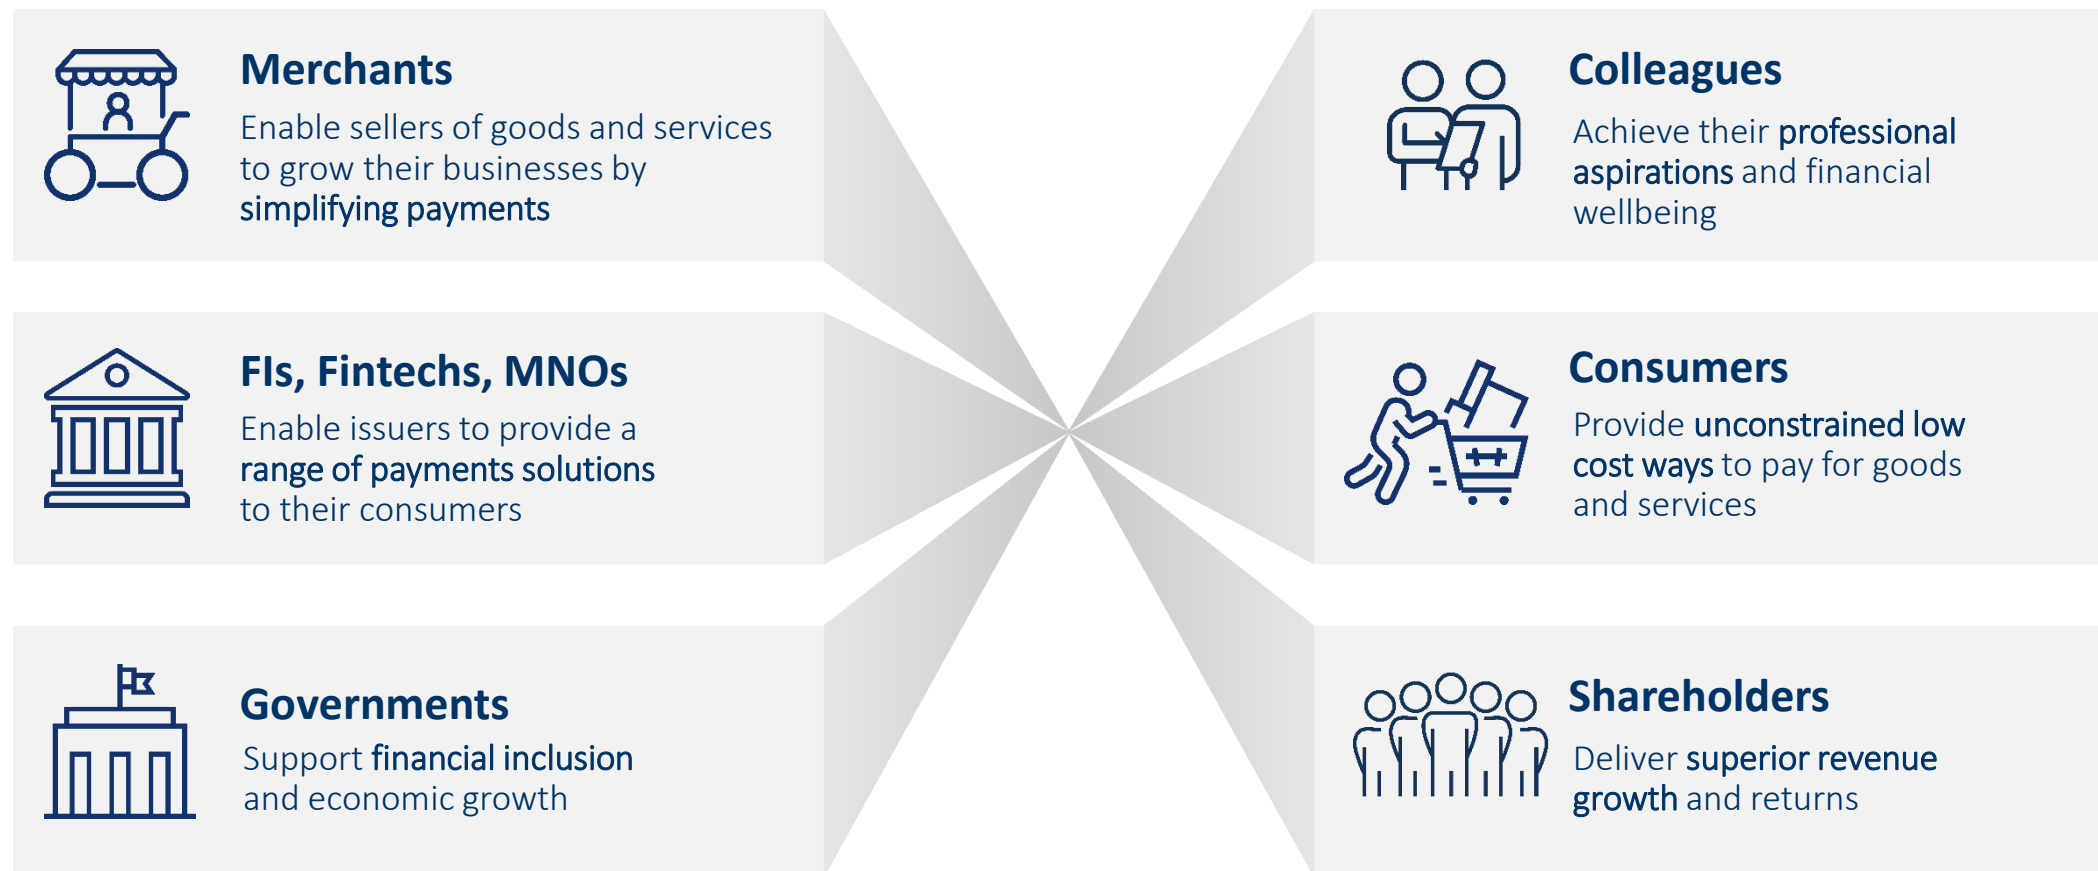 Merchants
Enable sellers of goods and services
to grow their businesses by
simplifying payments
FIs, Fintechs, MNOs
Enable issuers to provide a
range of payments solutions
to their consumers
Governments
Support financial inclusion
and economic growth
Colleagues
Achieve their professional
aspirations and financial
wellbeing
Consumers
Provide unconstrained low
cost ways to pay for goods
and services
Shareholders
Deliver superior revenue
growth and returns